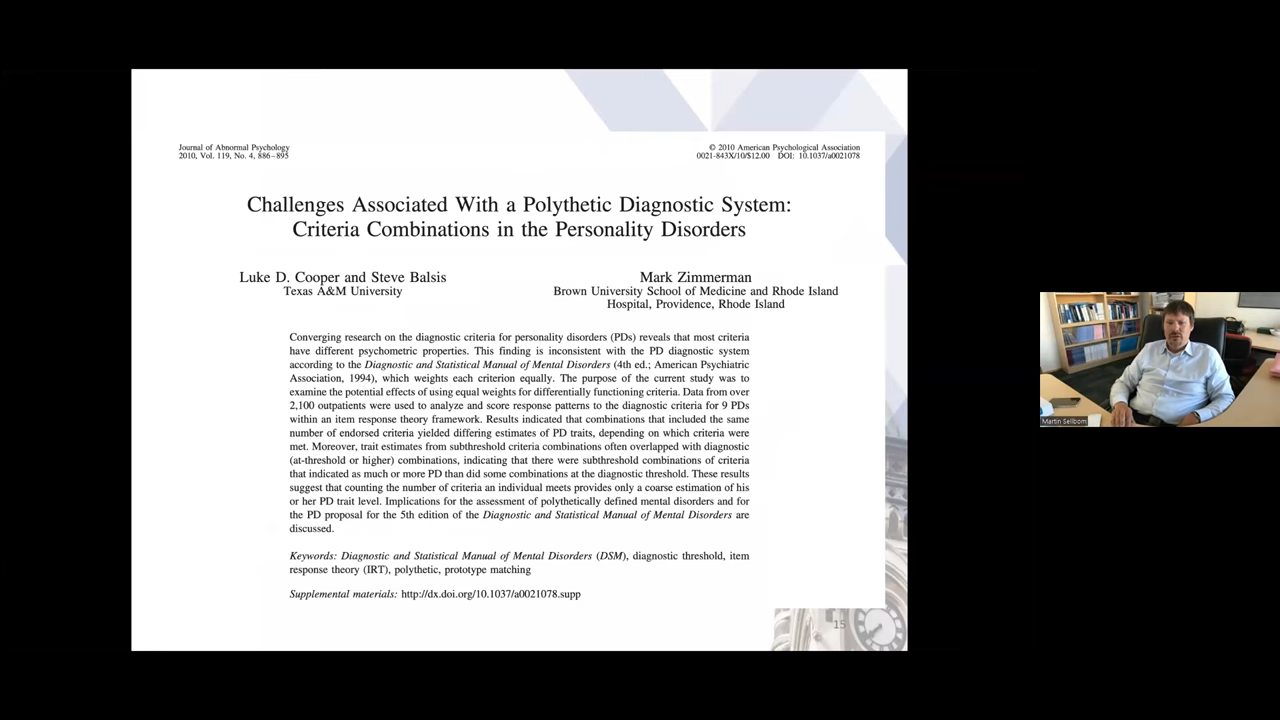 Journal of Abnormal Psychology
2010, Vol. 119, No. 4, 886–895
© 2010 American Psychological Association
0021-843X/10/$12.00 DOI: 10.1037/a0021078
Challenges Associated With a Polythetic Diagnostic System:
Criteria Combinations in the Personality Disorders
Luke D. Cooper and Steve Balsis
Texas A&M University
Mark Zimmerman
Brown University School of Medicine and Rhode Island
Hospital, Providence, Rhode Island
Converging research on the diagnostic criteria for personality disorders (PDs) reveals that most criteria
have different psychometric properties. This finding is inconsistent with the PD diagnostic system
according to the Diagnostic and Statistical Manual of Mental Disorders (4th ed.; American Psychiatric
Association, 1994), which weights each criterion equally. The purpose of the current study was to
examine the potential effects of using equal weights for differentially functioning criteria. Data from over
2,100 outpatients were used to analyze and score response patterns to the diagnostic criteria for 9 PDs
within an item response theory framework. Results indicated that combinations that included the same
number of endorsed criteria yielded differing estimates of PD traits, depending on which criteria were
met. Moreover, trait estimates from subthreshold criteria combinations often overlapped with diagnostic
(at-threshold or higher) combinations, indicating that there were subthreshold combinations of criteria
that indicated as much or more PD than did some combinations at the diagnostic threshold. These results
suggest that counting the number of criteria an individual meets provides only a coarse estimation of his
or her PD trait level. Implications for the assessment of polythetically defined mental disorders and for
the PD proposal for the 5th edition of the Diagnostic and Statistical Manual of Mental Disorders are
discussed.
Keywords: Diagnostic and Statistical Manual of Mental Disorders (DSM), diagnostic threshold, item
response theory (IRT), polythetic, prototype matching
Supplemental materials: http://dx.doi.org/10.1037/a0021078.supp
15
Martin Sellbom